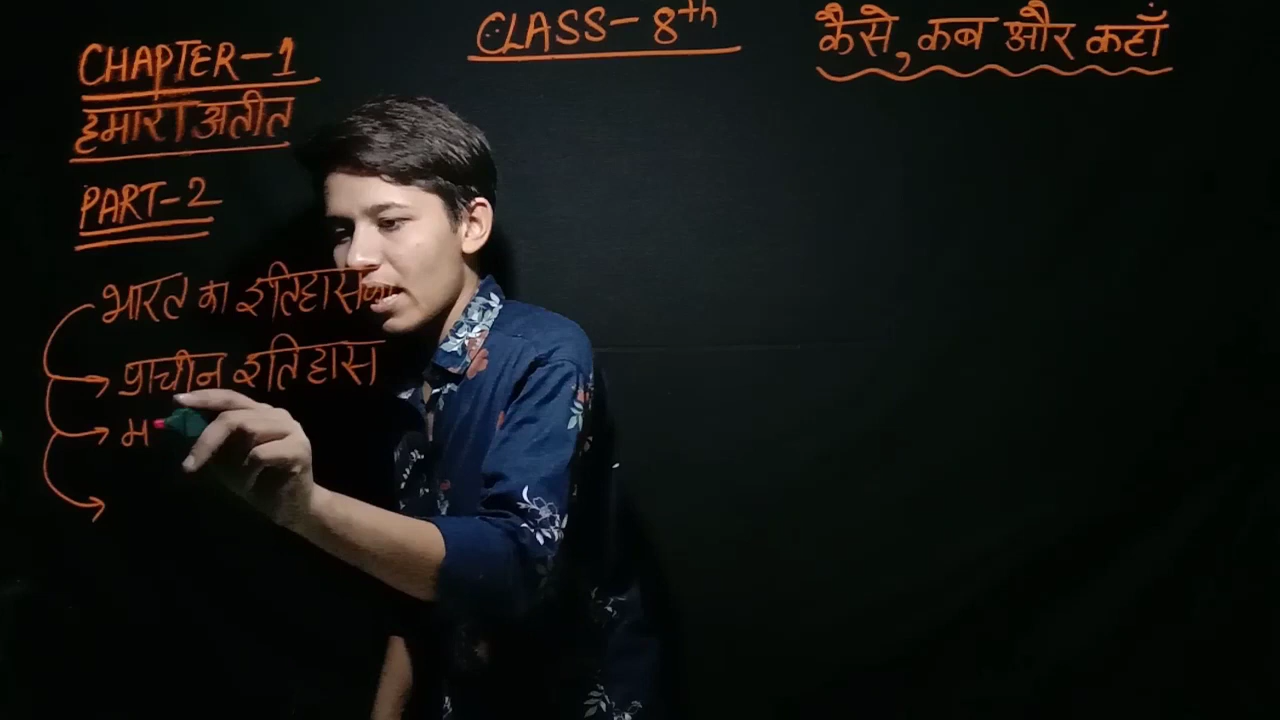 CLASS-8th
कैसे, कब और कहाँ
CHAPTER-1
हमारा अतीत
PART-2
भारत का इतिहास
प्राचीन इतिहास
म